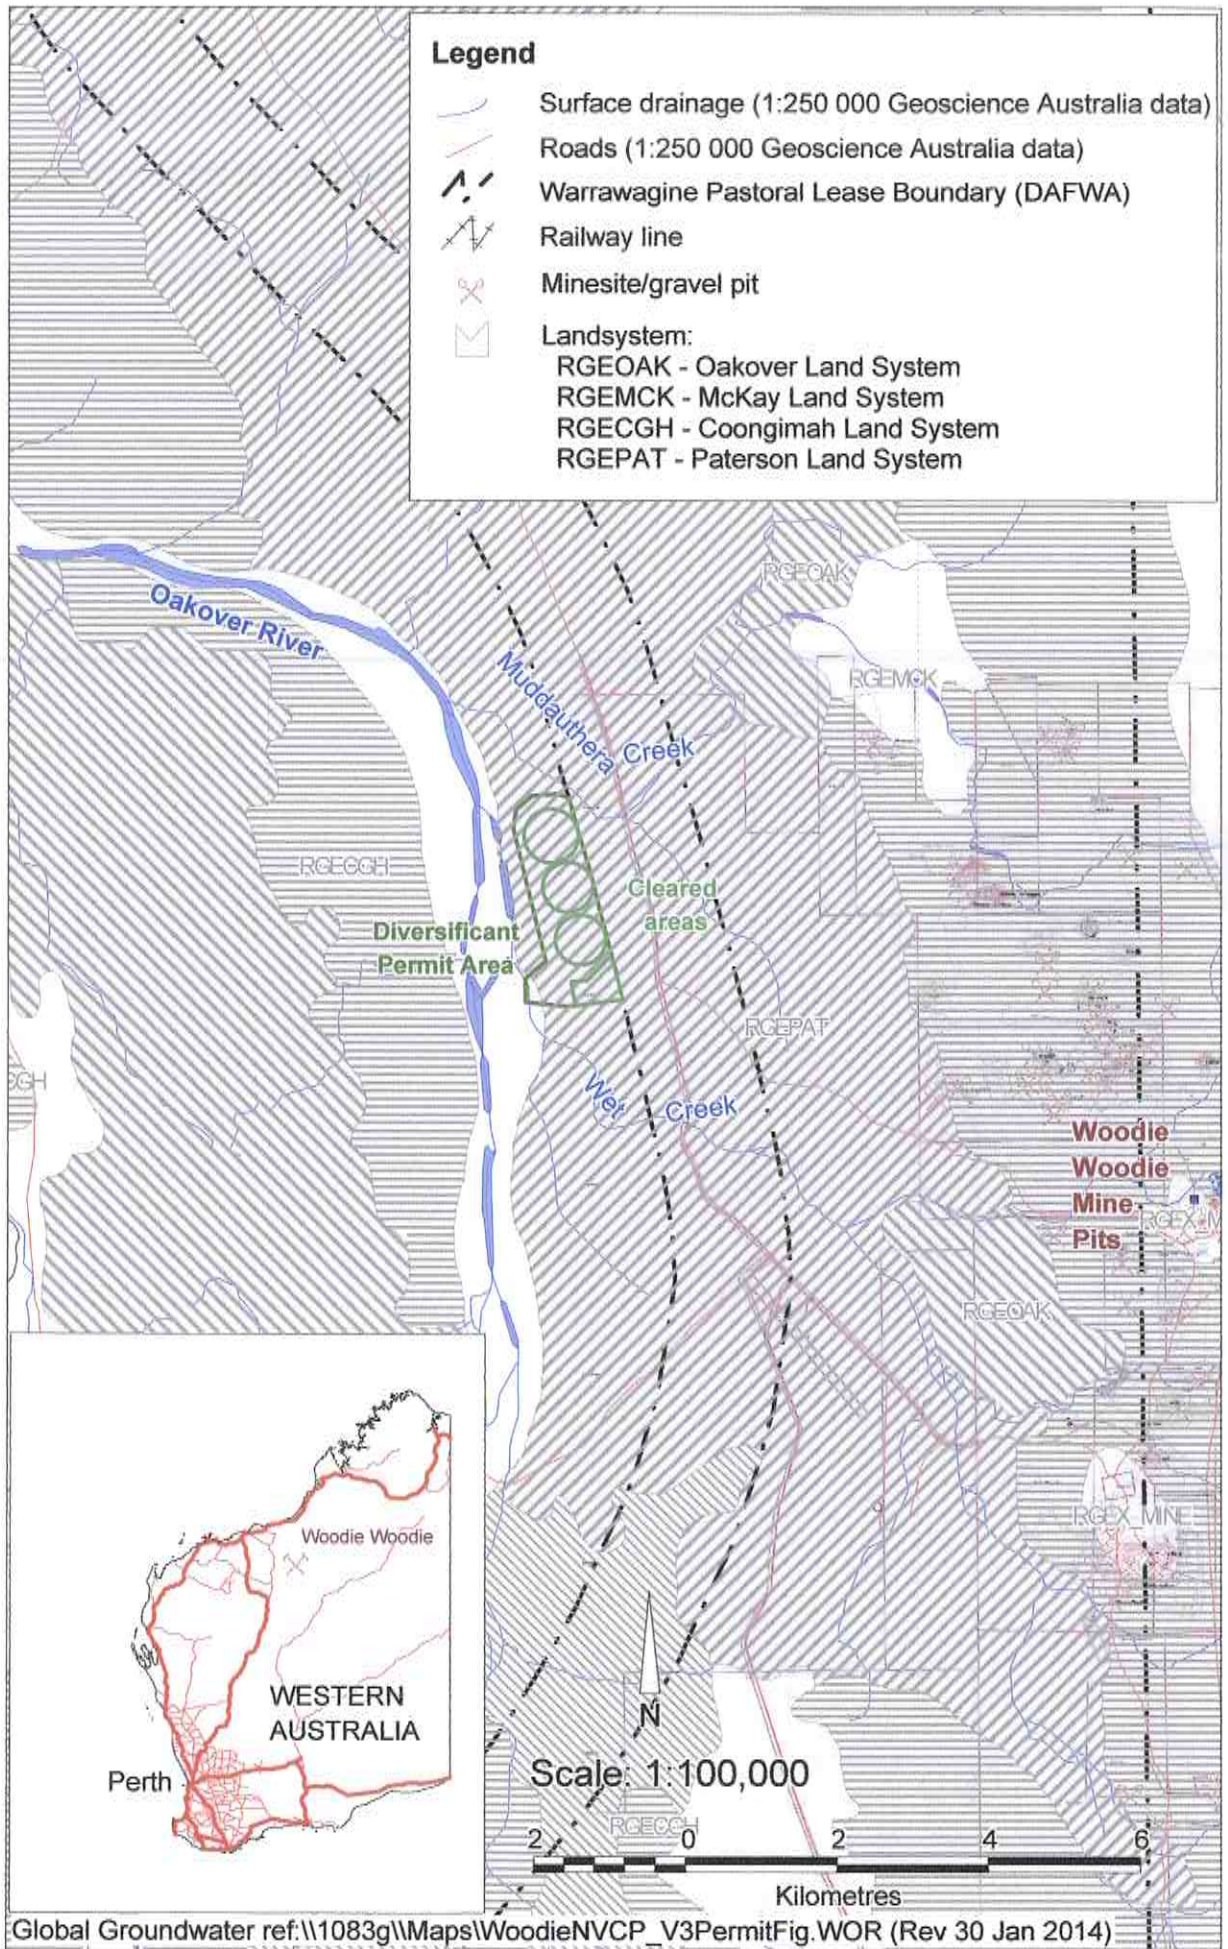 Legend
Surface drainage (1:250 000 Geoscience Australia data)
Roads (1:250 000 Geoscience Australia data)
Warrawagine Pastoral Lease Boundary (DAFWA)
Railway line
Minesite/gravel pit
Landsystem:
RGEOAK - Oakover Land System
RGEMCK - McKay Land System
RGECGH - Coongimah Land System
RGEPAT - Paterson Land System
Oakover River
RGEOAK
Muddauthera
Creek
RGEMCK
RGECGH
Cleared
areas
Diversificant
Permit Area
RGEPAT
Wet
Creek
Woodie
Woodie
Mine
Pits
RGEOAK
RGEX_MINE
Woodie Woodie
WESTERN
AUSTRALIA
Perth
N
Scale: 1:100,000
RGECGH
2 0 2 4 6
Kilometres
Global Groundwater ref:\\1083g\\Maps\WoodieNVCP_V3PermitFig.WOR (Rev 30 Jan 2014)